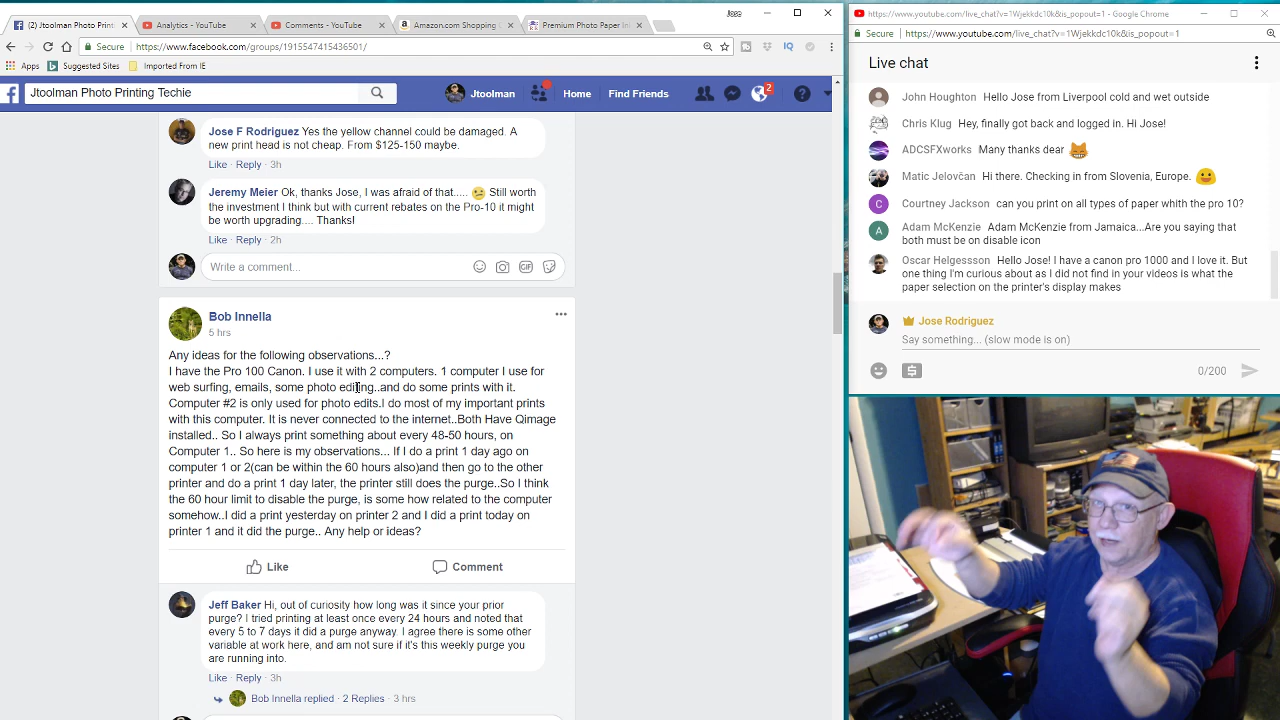 (2) Jtoolman Photo Print
Analytics - YouTube
Comments - YouTube
Amazon.com Shopping
Premium Photo Paper In
Jose
Secure
https://www.facebook.com/groups/1915547415436501/
Apps
Suggested Sites
Imported From IE
Jtoolman Photo Printing Techie
Jtoolman
Home
Find Friends
2
Jose F Rodriguez Yes the yellow channel could be damaged. A
new print head is not cheap. From $125-150 maybe.
Like · Reply · 3h
Jeremy Meier Ok, thanks Jose, I was afraid of that..... Still worth
the investment I think but with current rebates on the Pro-10 it might
be worth upgrading.... Thanks!
Like · Reply · 2h
Write a comment...
GIF
Bob Innella
5 hrs
Any ideas for the following observations...?
I have the Pro 100 Canon. I use it with 2 computers. 1 computer I use for
web surfing, emails, some photo editing..and do some prints with it.
Computer #2 is only used for photo edits.I do most of my important prints
with this computer. It is never connected to the internet..Both Have Qimage
installed.. So I always print something about every 48-50 hours, on
Computer 1.. So here is my observations... If I do a print 1 day ago on
computer 1 or 2(can be within the 60 hours also)and then go to the other
printer and do a print 1 day later, the printer still does the purge..So I think
the 60 hour limit to disable the purge, is some how related to the computer
somehow..I did a print yesterday on printer 2 and I did a print today on
printer 1 and it did the purge.. Any help or ideas?
Like
Comment
Jeff Baker Hi, out of curiosity how long was it since your prior
purge? I tried printing at least once every 24 hours and noted that
every 5 to 7 days it did a purge anyway. I agree there is some other
variable at work here, and am not sure if it's this weekly purge you
are running into.
Like · Reply · 3h
Bob Innella replied · 2 Replies · 3 hrs
https://www.youtube.com/live_chat?v=1Wjekkdc10k&is_popout=1 - Google Chrome
Secure
https://www.youtube.com/live_chat?v=1Wjekkdc10k&is_popout=1
Live chat
John Houghton Hello Jose from Liverpool cold and wet outside
Chris Klug Hey, finally got back and logged in. Hi Jose!
ADCSFXworks Many thanks dear
Matic Jelovčan Hi there. Checking in from Slovenia, Europe.
C
Courtney Jackson can you print on all types of paper whith the pro 10?
A
Adam McKenzie Adam McKenzie from Jamaica...Are you saying that
both must be on disable icon
Oscar Helgessson Hello Jose! I have a canon pro 1000 and I love it. But
one thing I'm curious about as I did not find in your videos is what the
paper selection on the printer's display makes
Jose Rodriguez
Say something... (slow mode is on)
0/200